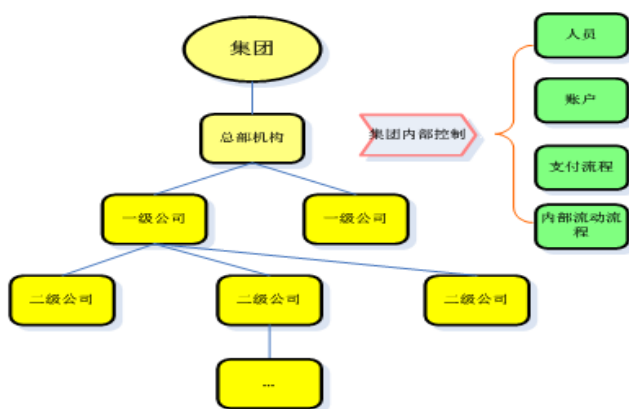 集团
人员
账户
总部机构
集团内部控制
支付流程
一级公司
一级公司
内部流动流
程
二级公司
二级公司
二级公司
...